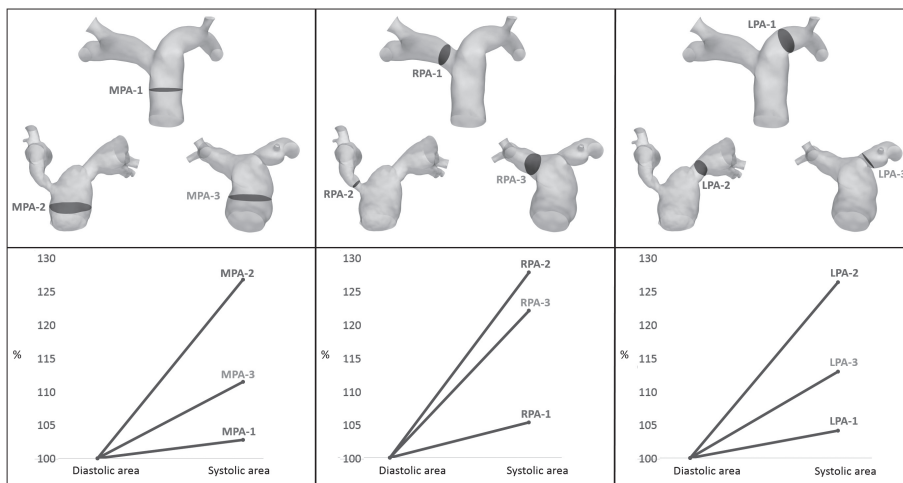 MPA-1
MPA-2
MPA-3
RPA-1
RPA-2
RPA-3
LPA-1
LPA-2
LPA-3
130
125
120
115
%
110
105
100
MPA-2
MPA-3
MPA-1
Diastolic area
Systolic area
130
125
120
115
%
110
105
100
RPA-2
RPA-3
RPA-1
Diastolic area
Systolic area
130
125
120
115
%
110
105
100
LPA-2
LPA-3
LPA-1
Diastolic area
Systolic area